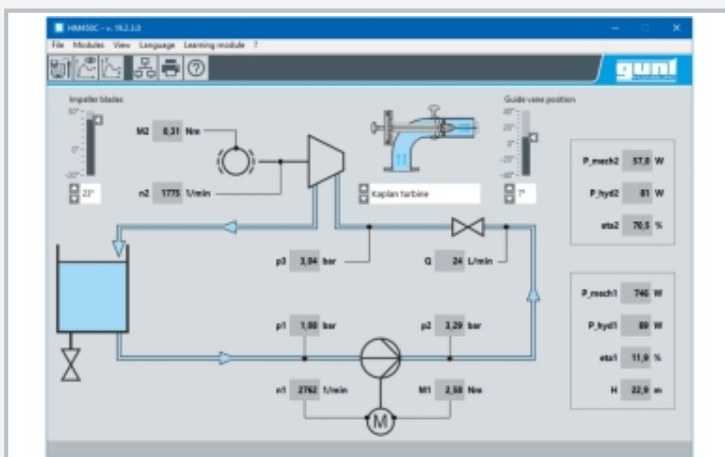 HM450C - v. 19.2.3.0
File Modules View Language Learning module ?
gunt
Impeller blades
Guide vane position
30°
0°
-20°
23°
40°
20°
0°
-20°
-40°
7°
M2 0,31 Nm
n2 1775 1/min
Kaplan turbine
P_mech2 57,0 W
P_hyd2 81 W
eta2 70,5 %
p3 3,04 bar
Q 24 L/min
p1 1,00 bar
p2 3,29 bar
P_mech1 746 W
P_hyd1 89 W
eta1 11,9 %
H 22,9 m
n1 2762 1/min
M1 2,58 Nm
M